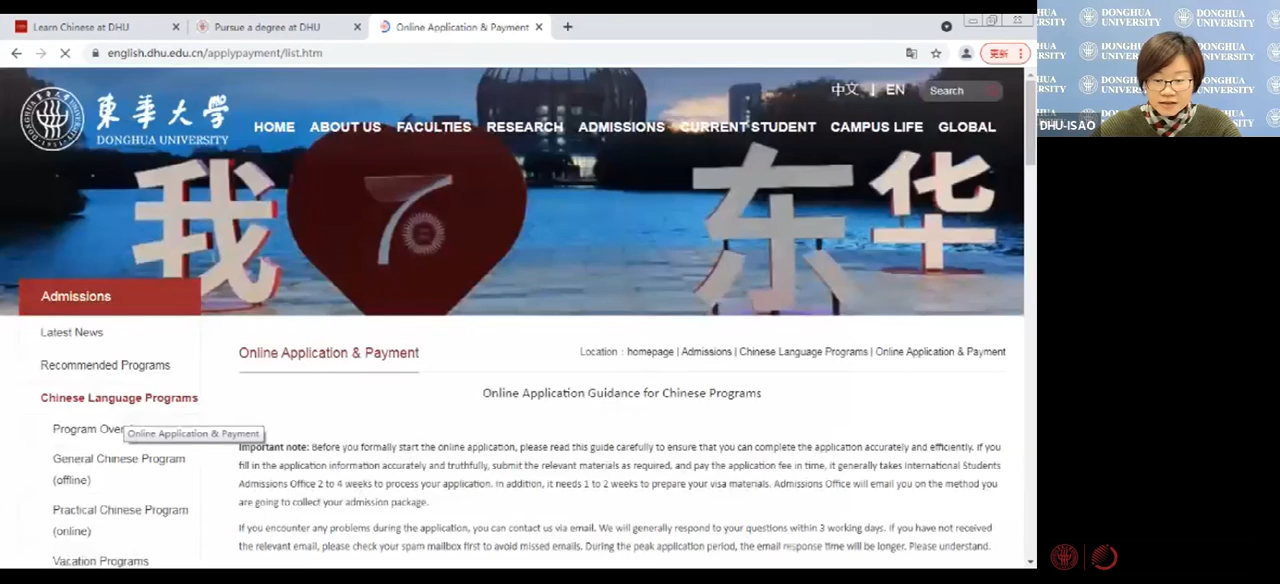 Learn Chinese at DHU
Pursue a degree at DHU
Online Application & Payment
english.dhu.edu.cn/applypayment/list.htm
更新
東華大學
DONGHUA UNIVERSITY
中文 | EN
Search
HOME ABOUT US FACULTIES RESEARCH ADMISSIONS CURRENT STUDENT CAMPUS LIFE GLOBAL
我 7 东华
Admissions
Latest News
Recommended Programs
Chinese Language Programs
Program Over
Online Application & Payment
General Chinese Program
(offline)
Practical Chinese Program
(online)
Vacation Programs
Online Application & Payment
Location : homepage | Admissions | Chinese Language Programs | Online Application & Payment
Online Application Guidance for Chinese Programs
Important note: Before you formally start the online application, please read this guide carefully to ensure that you can complete the application accurately and efficiently. If you
fill in the application information accurately and truthfully, submit the relevant materials as required, and pay the application fee in time, it generally takes International Students
Admissions Office 2 to 4 weeks to process your application. In addition, it needs 1 to 2 weeks to prepare your visa materials. Admissions Office will email you on the method you
are going to collect your admission package.
If you encounter any problems during the application, you can contact us via email. We will generally respond to your questions within 3 working days. If you have not received
the relevant email, please check your spam mailbox first to avoid missed emails. During the peak application period, the email response time will be longer. Please understand.
DONGHUA
UNIVERSITY
DONGHUA
UNIVERSITY
DHU-ISAO